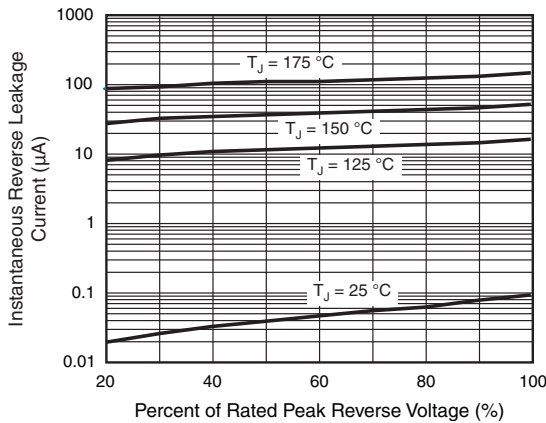 Instantaneous Reverse Leakage
Current (µA)
1000
100
10
1
0.1
0.01
T_J = 175 °C
T_J = 150 °C
T_J = 125 °C
T_J = 25 °C
20
40
60
80
100
Percent of Rated Peak Reverse Voltage (%)